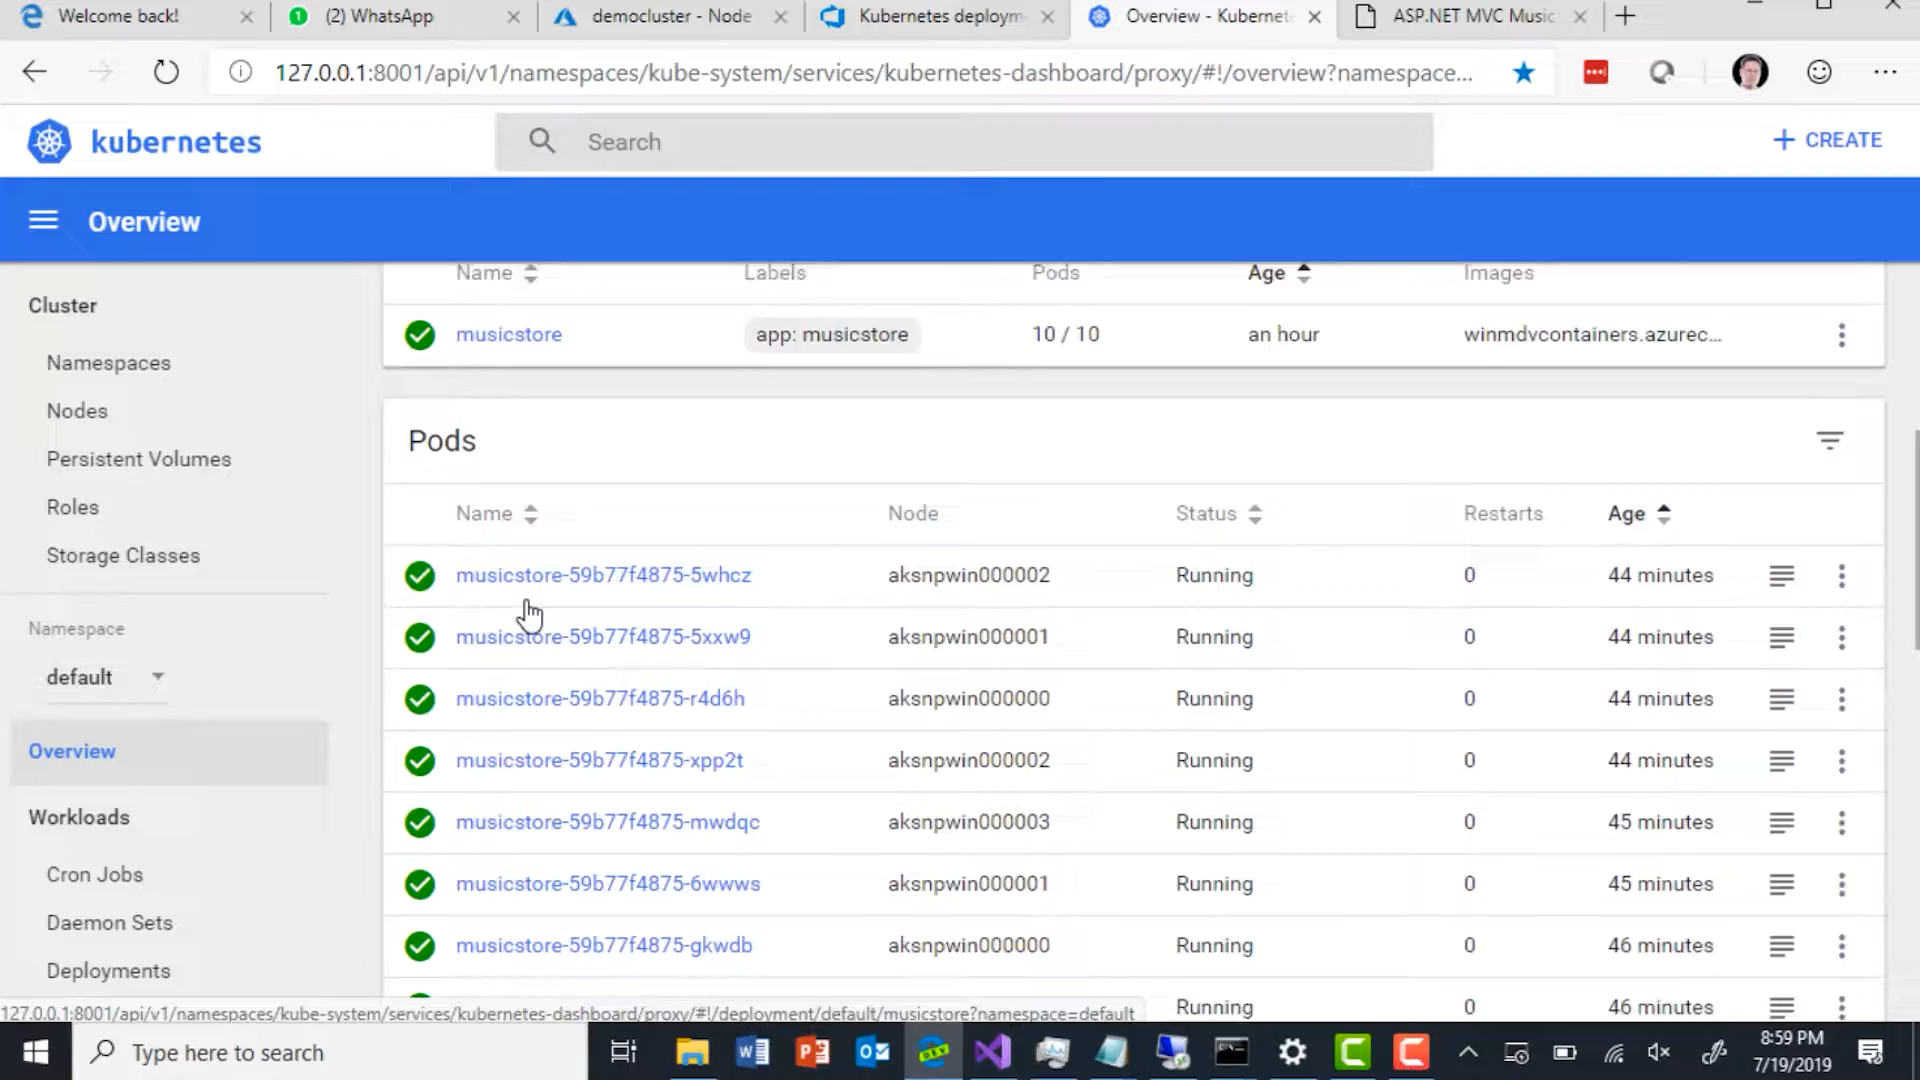 Welcome back!
(2) WhatsApp
democluster - Node
Kubernetes deploym
Overview - Kubernet
ASP.NET MVC Music
127.0.0.1:8001/api/v1/namespaces/kube-system/services/kubernetes-dashboard/proxy/#!/overview?namespace...
kubernetes
Search
+ CREATE
Overview
Cluster
Namespaces
Nodes
Persistent Volumes
Roles
Storage Classes
Namespace
default
Overview
Workloads
Cron Jobs
Daemon Sets
Deployments
Name Labels Pods Age Images
musicstore app: musicstore 10 / 10 an hour winmdvcontainers.azurec...
Pods
Name Node Status Restarts Age
musicstore-59b77f4875-5whcz aksnpwin000002 Running 0 44 minutes
musicstore-59b77f4875-5xxw9 aksnpwin000001 Running 0 44 minutes
musicstore-59b77f4875-r4d6h aksnpwin000000 Running 0 44 minutes
musicstore-59b77f4875-xpp2t aksnpwin000002 Running 0 44 minutes
musicstore-59b77f4875-mwdqc aksnpwin000003 Running 0 45 minutes
musicstore-59b77f4875-6wwws aksnpwin000001 Running 0 45 minutes
musicstore-59b77f4875-gkwdb aksnpwin000000 Running 0 46 minutes
Running 0 46 minutes
127.0.0.1:8001/api/v1/namespaces/kube-system/services/kubernetes-dashboard/proxy/#!/deployment/default/musicstore?namespace=default
Type here to search
8:59 PM
7/19/2019